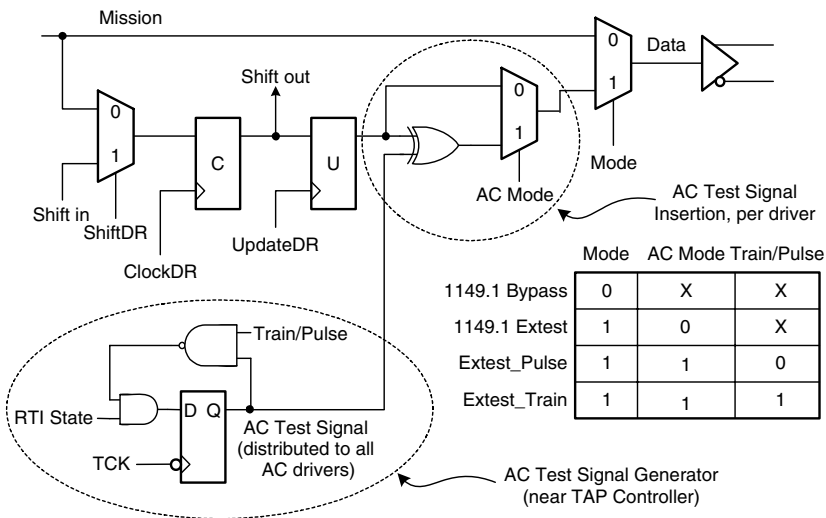 Mission
0
1
Data
Shift out
0
1
0
1
C
U
Mode
Shift in
ShiftDR
ClockDR
UpdateDR
AC Mode
AC Test Signal
Insertion, per driver
Mode AC Mode Train/Pulse
1149.1 Bypass 0 X X
1149.1 Extest 1 0 X
Extest_Pulse 1 1 0
Extest_Train 1 1 1
Train/Pulse
RTI State
D Q
TCK
AC Test Signal
(distributed to all
AC drivers)
AC Test Signal Generator
(near TAP Controller)